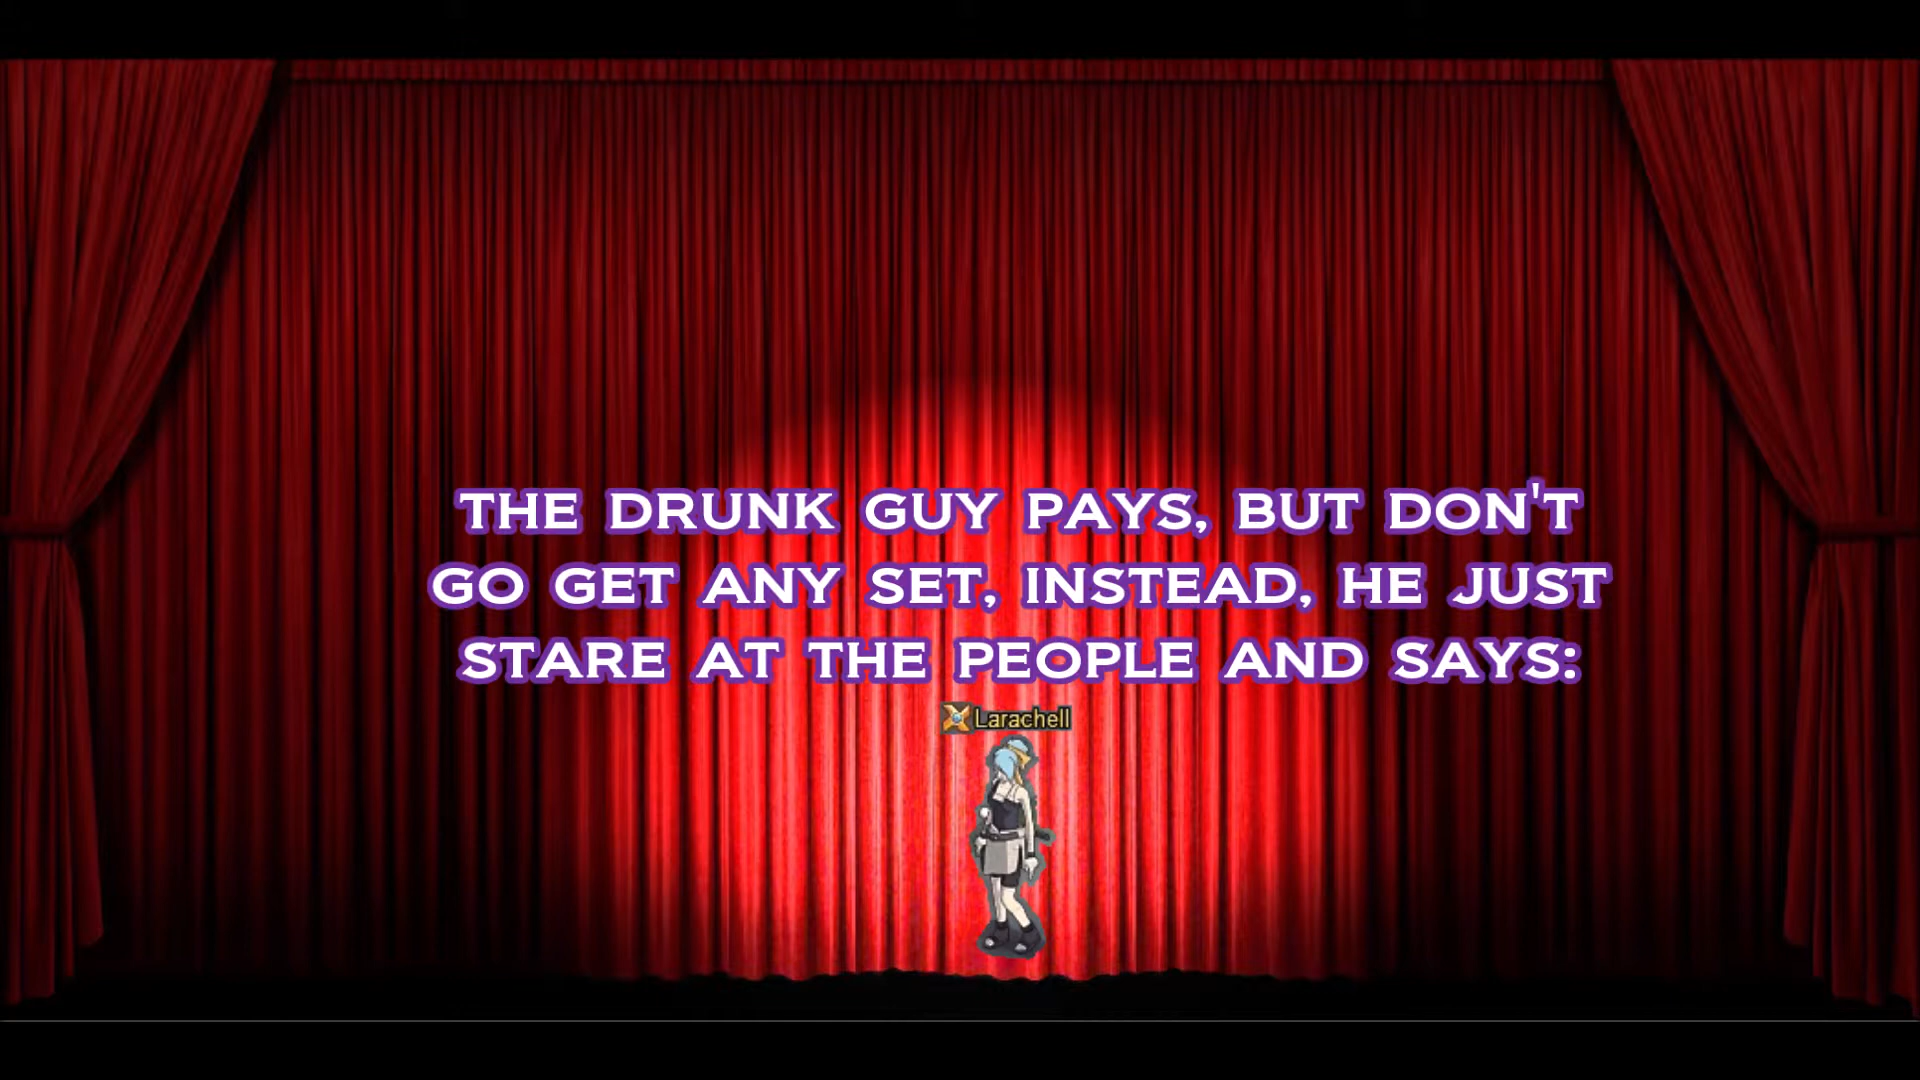 THE DRUNK GUY PAYS, BUT DON'T
GO GET ANY SET, INSTEAD, HE JUST
STARE AT THE PEOPLE AND SAYS:
Larachell